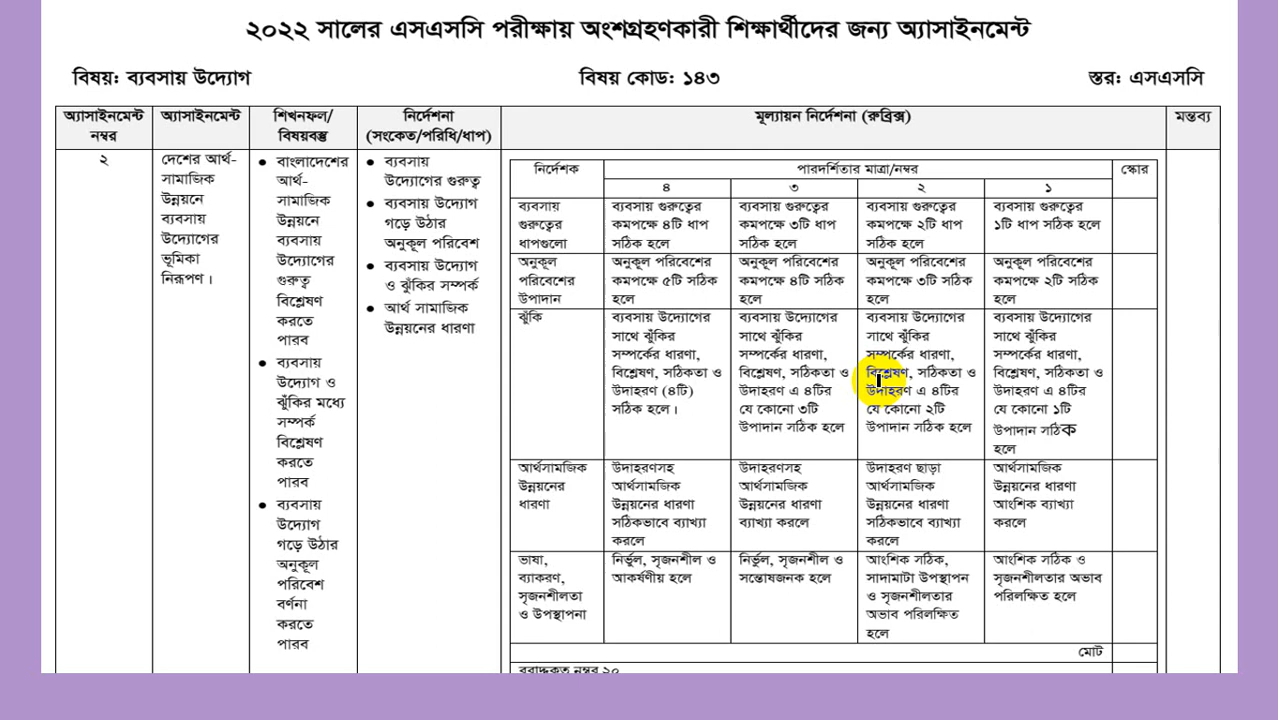 ২০২২ সালের এসএসসি পরীক্ষায় অংশগ্রহণকারী শিক্ষার্থীদের জন্য অ্যাসাইনমেন্ট
বিষয়: ব্যবসায় উদ্যোগ বিষয় কোড: ১৪৩ স্তর: এসএসসি
অ্যাসাইনমেন্ট
নম্বর
অ্যাসাইনমেন্ট
শিখনফল/
বিষয়বস্তু
নির্দেশনা
(সংকেত/পরিধি/ধাপ)
মূল্যায়ন নির্দেশনা (রুব্রিক্স)
মন্তব্য
২
দেশের আর্থ-
সামাজিক
উন্নয়নে
ব্যবসায়
উদ্যোগের
ভূমিকা
নিরূপণ।
● বাংলাদেশের
আর্থ-
সামাজিক
উন্নয়নে
ব্যবসায়
উদ্যোগের
গুরুত্ব
বিশ্লেষণ
করতে
পারব
● ব্যবসায়
উদ্যোগ ও
ঝুঁকির মধ্যে
সম্পর্ক
বিশ্লেষণ
করতে
পারব
● ব্যবসায়
উদ্যোগ
গড়ে উঠার
অনুকূল
পরিবেশ
বর্ণনা
করতে
পারব
● ব্যবসায়
উদ্যোগের গুরুত্ব
● ব্যবসায় উদ্যোগ
গড়ে উঠার
অনুকূল পরিবেশ
● ব্যবসায় উদ্যোগ
ও ঝুঁকির সম্পর্ক
● আর্থ সামাজিক
উন্নয়নের ধারণা
নির্দেশক
পারদর্শিতার মাত্রা/নম্বর
স্কোর
৪ ৩ ২ ১
ব্যবসায়
গুরুত্বের
ধাপগুলো
ব্যবসায় গুরুত্বের
কমপক্ষে ৪টি ধাপ
সঠিক হলে
ব্যবসায় গুরুত্বের
কমপক্ষে ৩টি ধাপ
সঠিক হলে
ব্যবসায় গুরুত্বের
কমপক্ষে ২টি ধাপ
সঠিক হলে
ব্যবসায় গুরুত্বের
১টি ধাপ সঠিক হলে
অনুকূল
পরিবেশের
উপাদান
অনুকূল পরিবেশের
কমপক্ষে ৫টি সঠিক
হলে
অনুকূল পরিবেশের
কমপক্ষে ৪টি সঠিক
হলে
অনুকূল পরিবেশের
কমপক্ষে ৩টি সঠিক
হলে
অনুকূল পরিবেশের
কমপক্ষে ২টি সঠিক
হলে
ঝুঁকি
ব্যবসায় উদ্যোগের
সাথে ঝুঁকির
সম্পর্কের ধারণা,
বিশ্লেষণ, সঠিকতা ও
উদাহরণ (৪টি)
সঠিক হলে।
ব্যবসায় উদ্যোগের
সাথে ঝুঁকির
সম্পর্কের ধারণা,
বিশ্লেষণ, সঠিকতা ও
উদাহরণ এ ৪টির
যে কোনো ৩টি
উপাদান সঠিক হলে
ব্যবসায় উদ্যোগের
সাথে ঝুঁকির
সম্পর্কের ধারণা,
বিশ্লেষণ, সঠিকতা ও
উদাহরণ এ ৪টির
যে কোনো ২টি
উপাদান সঠিক হলে
ব্যবসায় উদ্যোগের
সাথে ঝুঁকির
সম্পর্কের ধারণা,
বিশ্লেষণ, সঠিকতা ও
উদাহরণ এ ৪টির
যে কোনো ১টি
উপাদান সঠিক
হলে
আর্থসামজিক
উন্নয়নের
ধারণা
উদাহরণসহ
আর্থসামজিক
উন্নয়নের ধারণা
সঠিকভাবে ব্যাখ্যা
করলে
উদাহরণসহ
আর্থসামজিক
উন্নয়নের ধারণা
ব্যাখ্যা করলে
উদাহরণ ছাড়া
আর্থসামজিক
উন্নয়নের ধারণা
সঠিকভাবে ব্যাখ্যা
করলে
আর্থসামজিক
উন্নয়নের ধারণা
আংশিক ব্যাখ্যা
করলে
ভাষা,
ব্যাকরণ,
সৃজনশীলতা
ও উপস্থাপনা
নির্ভুল, সৃজনশীল ও
আকর্ষণীয় হলে
নির্ভুল, সৃজনশীল ও
সন্তোষজনক হলে
আংশিক সঠিক,
সাদামাটা উপস্থাপন
ও সৃজনশীলতার
অভাব পরিলক্ষিত
হলে
আংশিক সঠিক ও
সৃজনশীলতার অভাব
পরিলক্ষিত হলে
মোট
বরাদ্দকৃত নম্বর ২০